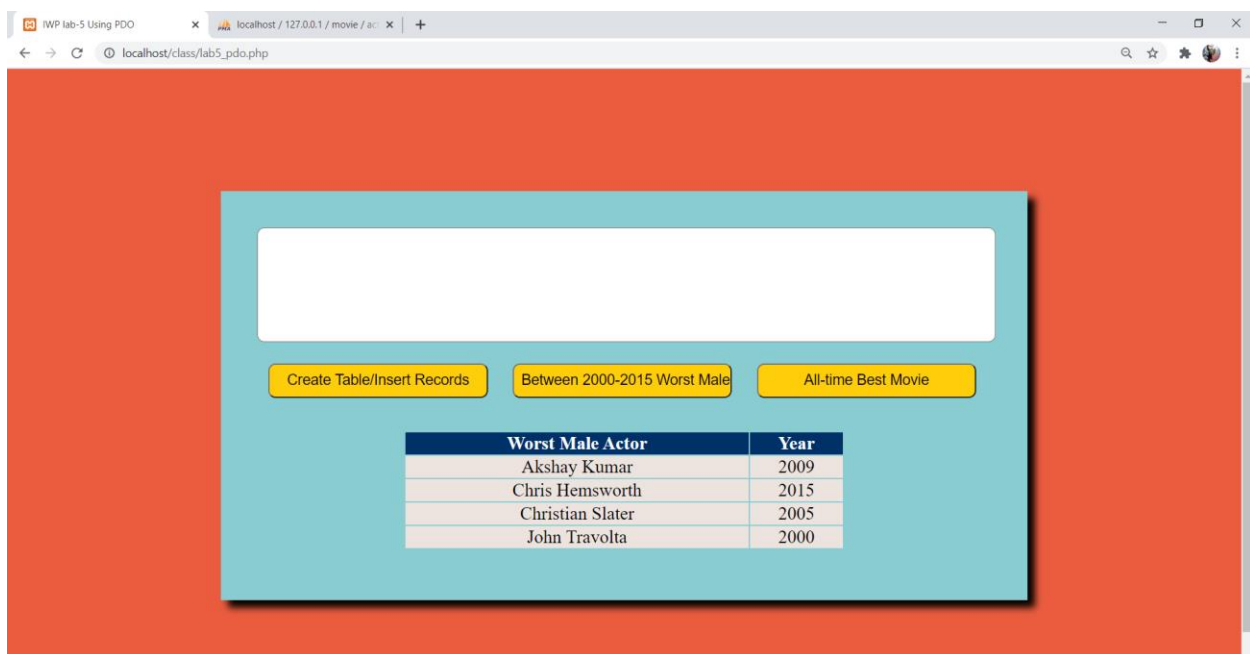 IWP lab-5 Using PDO
localhost / 127.0.0.1 / movie / ac
localhost/class/lab5_pdo.php
Create Table/Insert Records
Between 2000-2015 Worst Male
All-time Best Movie
Worst Male Actor Year
Akshay Kumar 2009
Chris Hemsworth 2015
Christian Slater 2005
John Travolta 2000